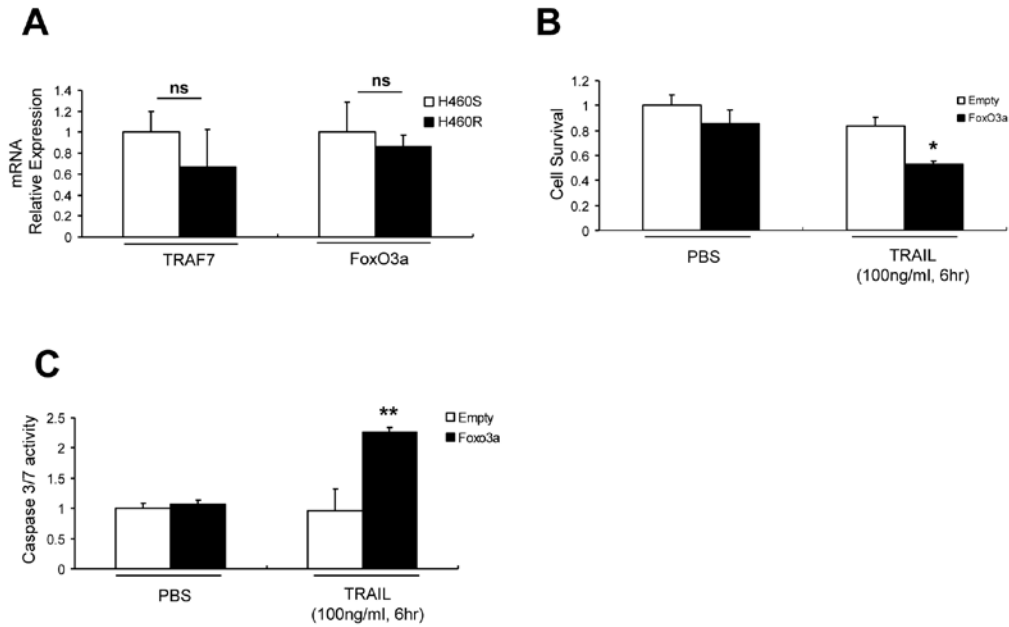 A
mRNA
Relative Expression
1.4
1.2
1
0.8
0.6
0.4
0.2
0
ns
ns
H460S
H460R
TRAF7
FoxO3a
B
Cell Survival
1.2
1
0.8
0.6
0.4
0.2
0
*
Empty
FoxO3a
PBS
TRAIL
(100ng/ml, 6hr)
C
Caspase 3/7 activity
2.5
2
1.5
1
0.5
0
**
Empty
Foxo3a
PBS
TRAIL
(100ng/ml, 6hr)